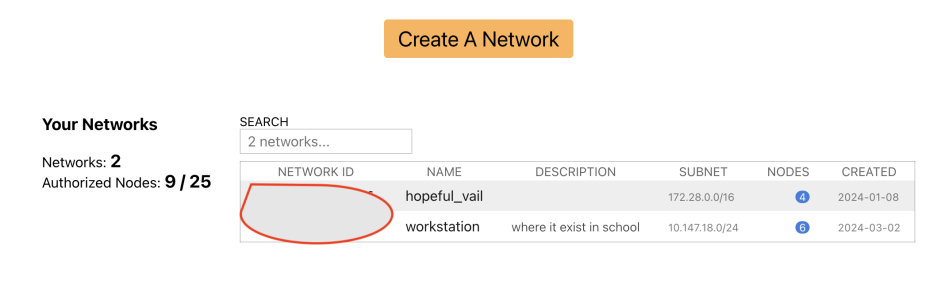 Create A Network
Your Networks
Networks: 2
Authorized Nodes: 9 / 25
SEARCH
2 networks...
NETWORK ID NAME DESCRIPTION SUBNET NODES CREATED
hopeful_vail 172.28.0.0/16 4 2024-01-08
workstation where it exist in school 10.147.18.0/24 6 2024-03-02